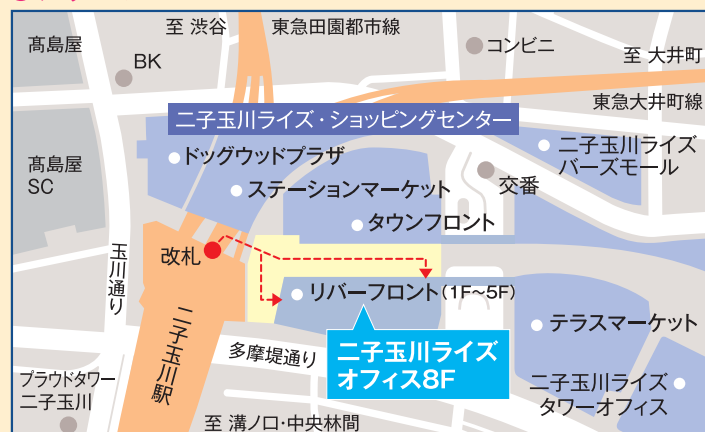 至 渋谷
東急田園都市線
髙島屋
BK
コンビニ
至 大井町
東急大井町線
二子玉川ライズ・ショッピングセンター
ドッグウッドプラザ
二子玉川ライズ
バーズモール
髙島屋
SC
ステーションマーケット
交番
タウンフロント
改札
玉川通り
リバーフロント(1F~5F)
二子玉川駅
テラスマーケット
多摩堤通り
二子玉川ライズ
オフィス8F
プラウドタワー
二子玉川
二子玉川ライズ
タワーオフィス
至 溝ノ口・中央林間